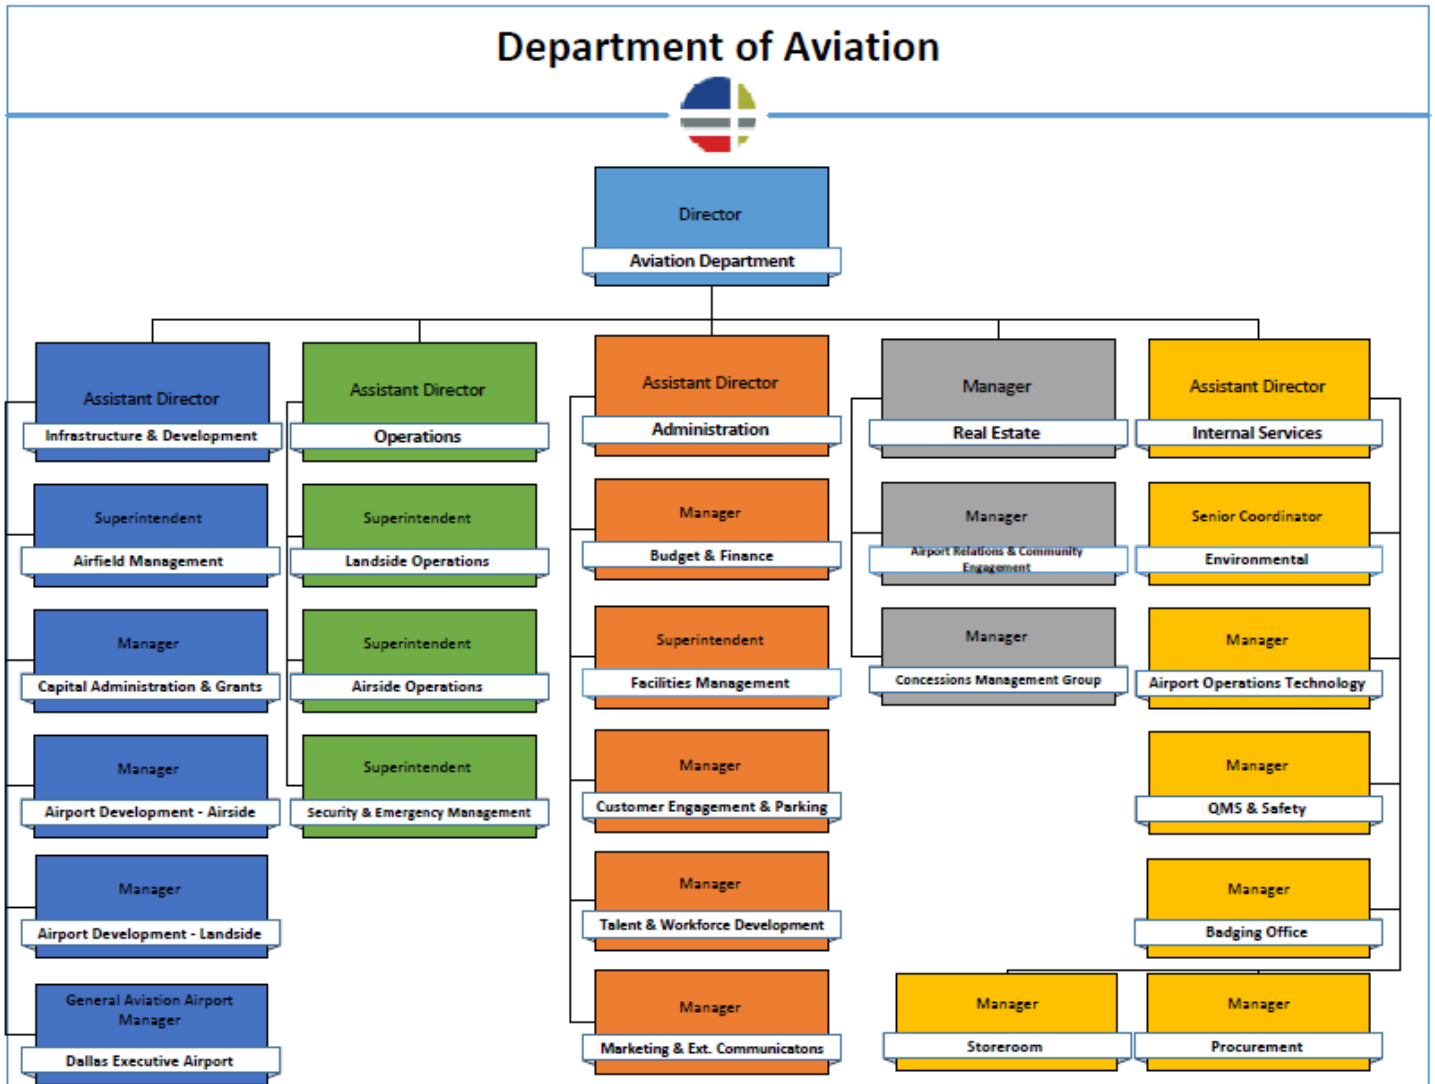 Department of Aviation
Director
Aviation Department
Assistant Director
Infrastructure & Development
Superintendent
Airfield Management
Manager
Capital Administration & Grants
Manager
Airport Development - Airside
Manager
Airport Development - Landside
General Aviation Airport
Manager
Dallas Executive Airport
Assistant Director
Operations
Superintendent
Landside Operations
Superintendent
Airside Operations
Superintendent
Security & Emergency Management
Assistant Director
Administration
Manager
Budget & Finance
Superintendent
Facilities Management
Manager
Customer Engagement & Parking
Manager
Talent & Workforce Development
Manager
Marketing & Ext. Communicatons
Manager
Real Estate
Manager
Airport Relations & Community
Engagement
Manager
Concessions Management Group
Assistant Director
Internal Services
Senior Coordinator
Environmental
Manager
Airport Operations Technology
Manager
QMS & Safety
Manager
Badging Office
Manager
Storeroom
Manager
Procurement